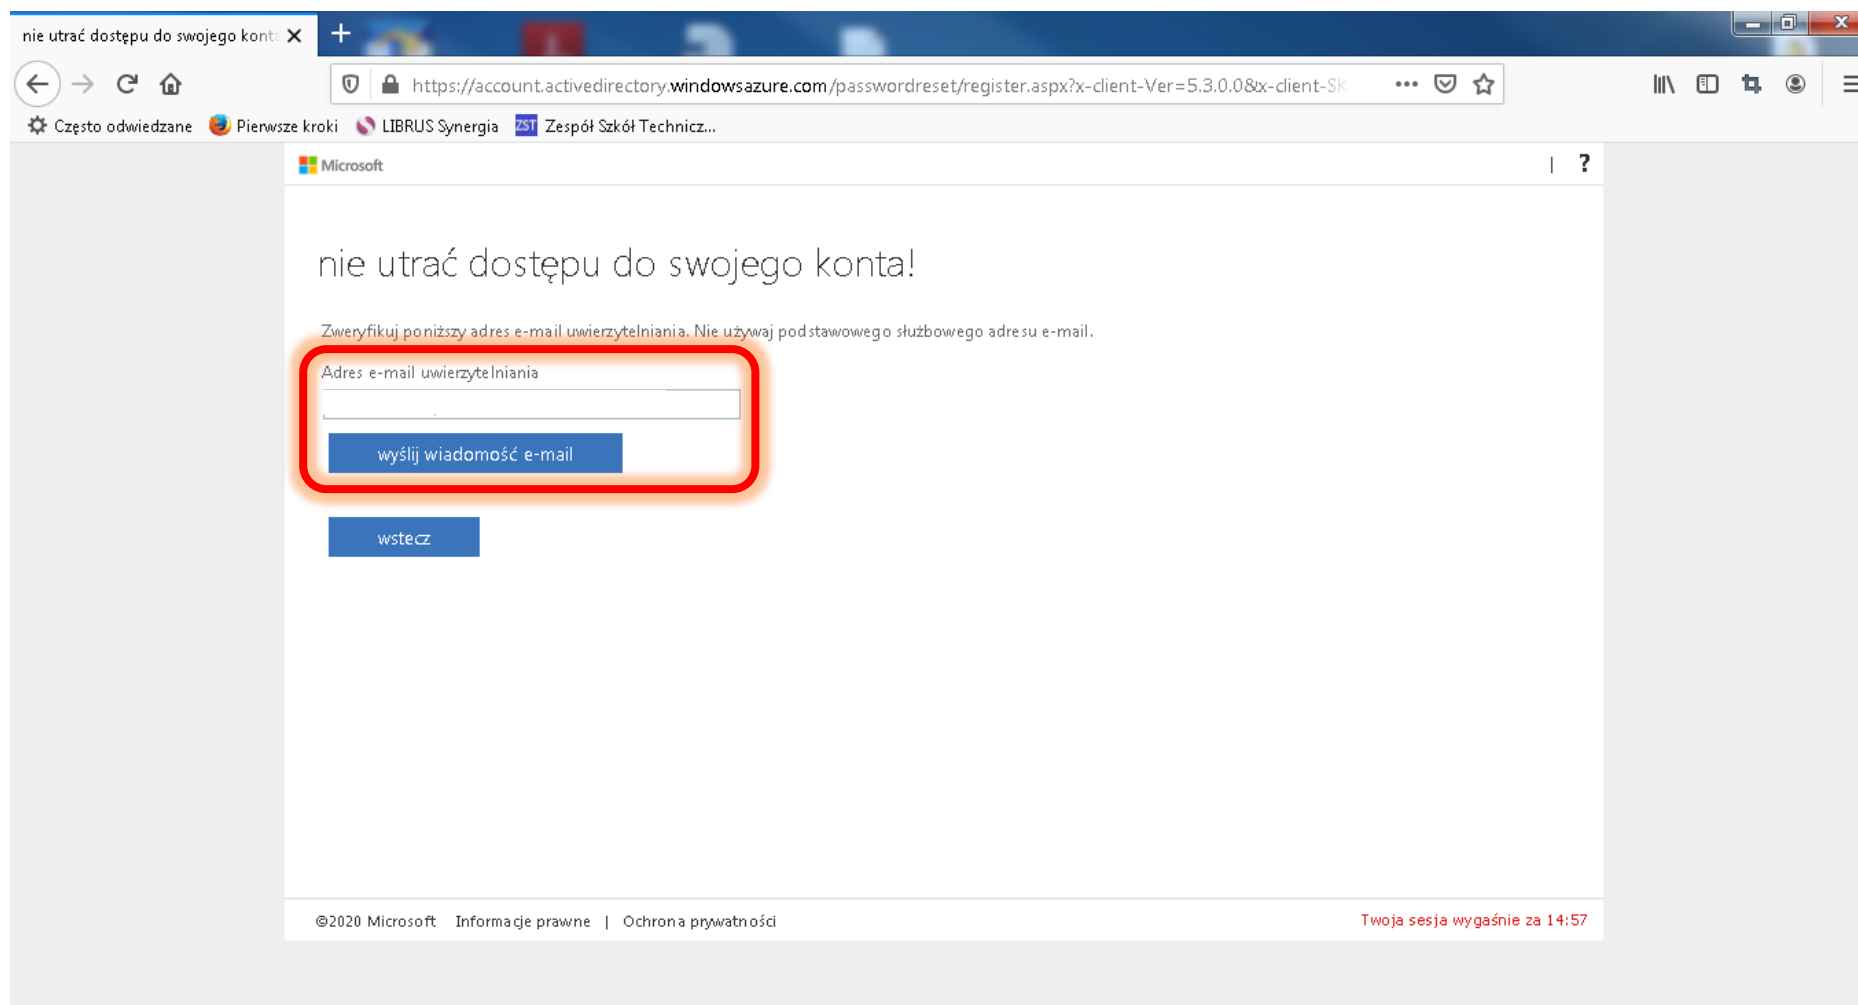 nie utrać dostępu do swojego konta
https://account.activedirectory.windowsazure.com/passwordreset/register.aspx?x-client-Ver=5.3.0.0&x-client-SK
Często odwiedzane Pierwsze kroki LIBRUS Synergia ZST Zespół Szkół Technicz...
Microsoft | ?
nie utrać dostępu do swojego konta!
Zweryfikuj poniższy adres e-mail uwierzytelniania. Nie używaj podstawowego służbowego adresu e-mail.
Adres e-mail uwierzytelniania
wyślij wiadomość e-mail
wstecz
©2020 Microsoft Informacje prawne | Ochrona prywatności Twoja sesja wygaśnie za 14:57